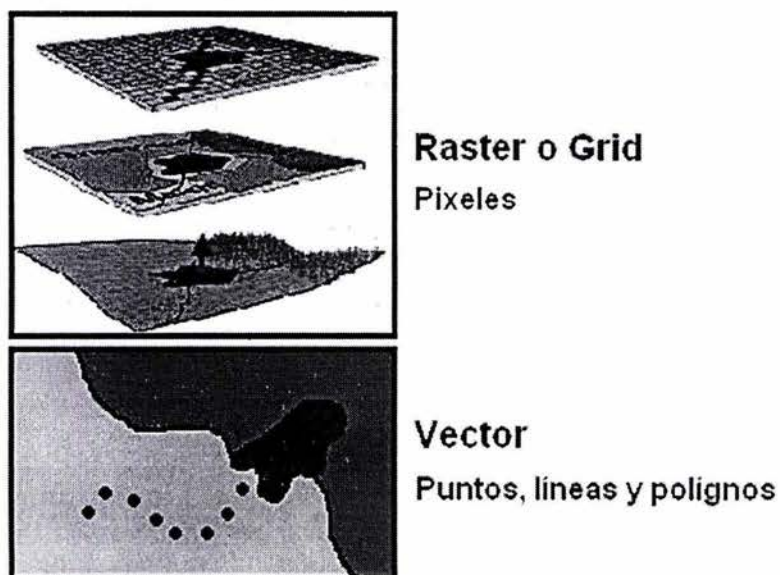 Raster o Grid
Pixeles
Vector
Puntos, líneas y polignos